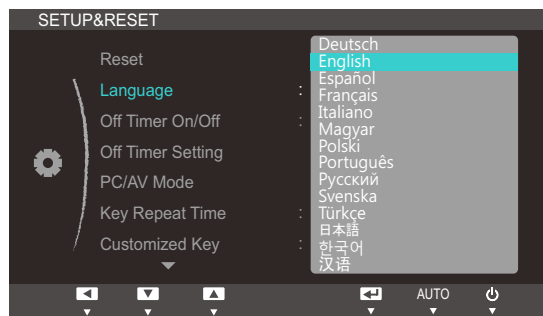 SETUP&RESET
Reset
Language :
Off Timer On/Off :
Off Timer Setting
PC/AV Mode
Key Repeat Time :
Customized Key :
Deutsch
English
Español
Français
Italiano
Magyar
Polski
Português
Русский
Svenska
Türkçe
日本語
한국어
汉语
AUTO